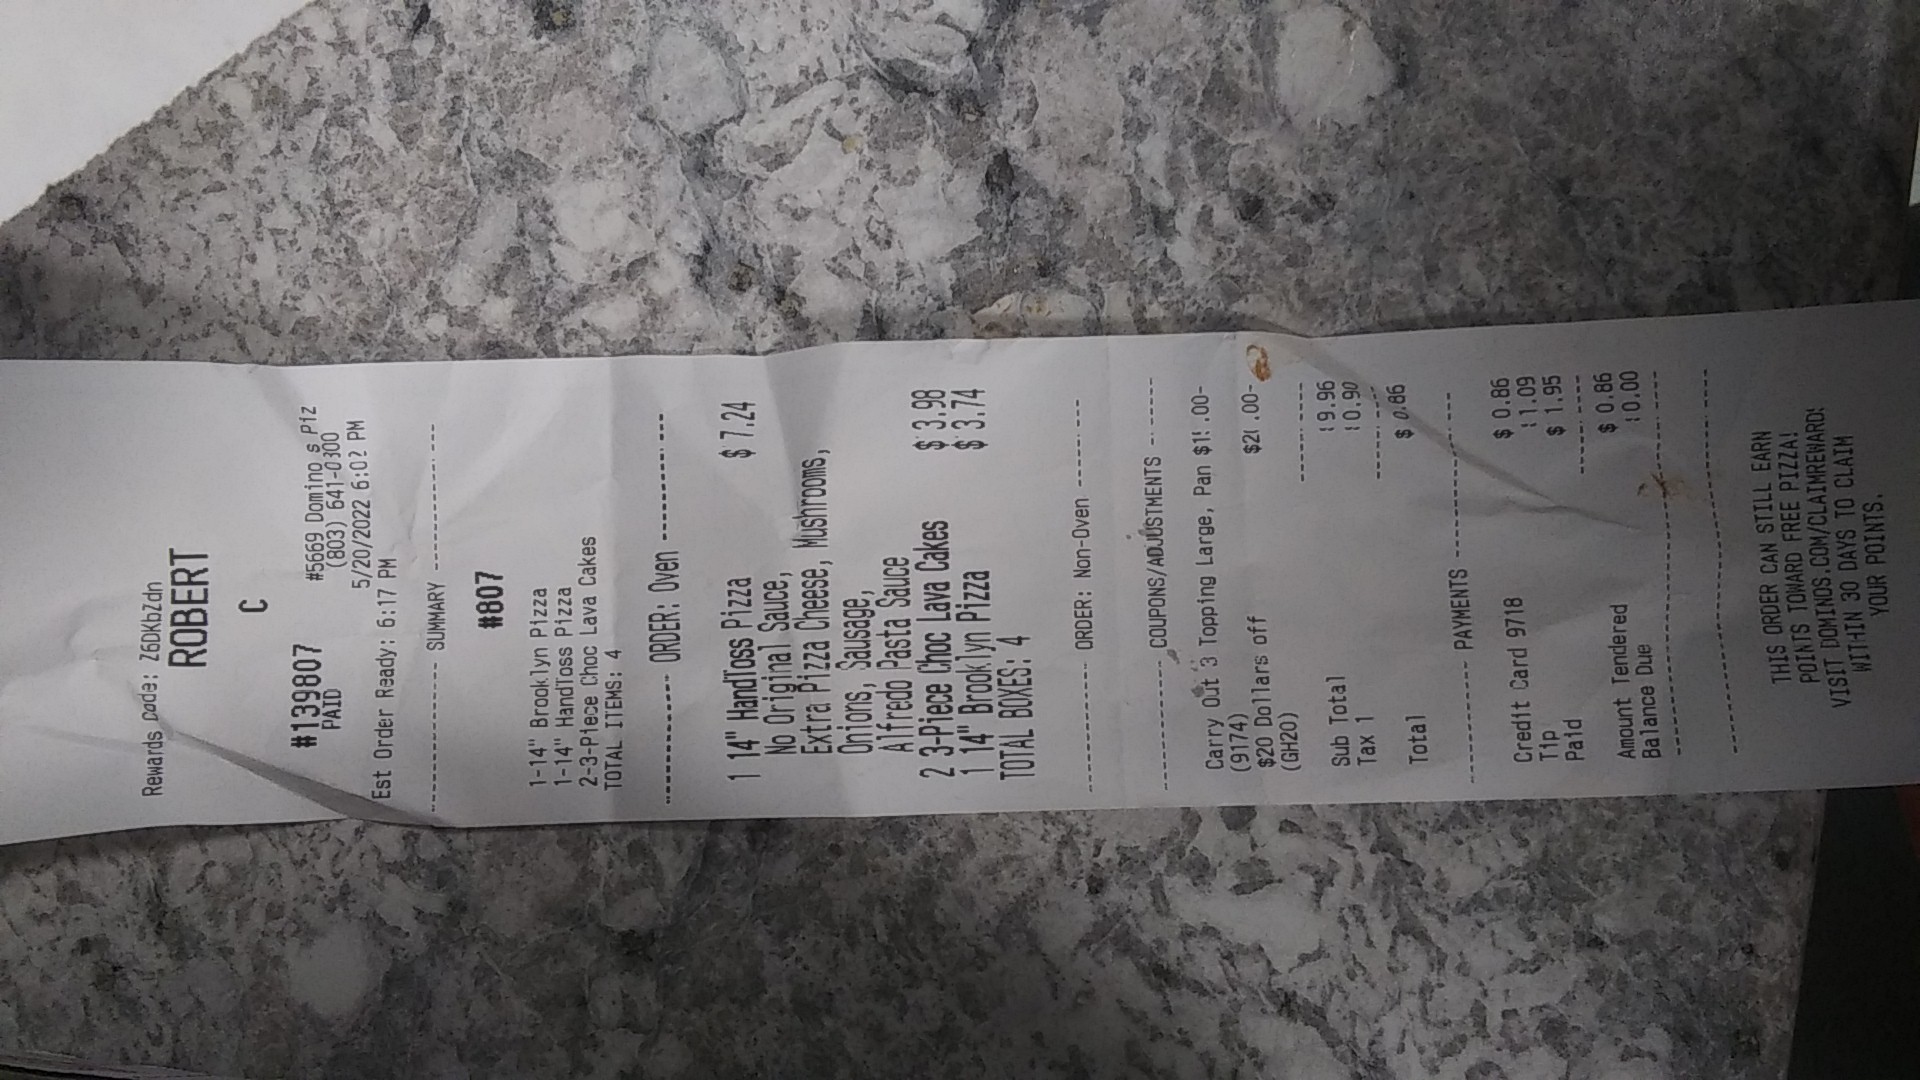 Rewards Code: Z6DKbZdn
ROBERT
C
#139807
PAID
#5669 Domino s Piz
(803) 641-0300
5/20/2022 6:02 PM
Est Order Ready: 6:17 PM
SUMMARY
#807
1-14" Brooklyn Pizza
1-14" HandToss Pizza
2-3-Piece Choc Lava Cakes
TOTAL ITEMS: 4
ORDER: Oven
1 14" HandToss Pizza $ 7.24
No Original Sauce,
Extra Pizza Cheese, Mushrooms,
Onions, Sausage,
Alfredo Pasta Sauce
2 3-Piece Choc Lava Cakes $ 3.98
1 14" Brooklyn Pizza $ 3.74
TOTAL BOXES: 4
ORDER: Non-Oven
COUPONS/ADJUSTMENTS
Carry Out 3 Topping Large, Pan
(9174)
$20 Dollars off
(GH20)
Sub Total 9.96
Tax 1 0.90
Total $ 0.86
PAYMENTS
Credit Card 9718 $ 0.86
Tip 1.09
Paid $ 1.95
Amount Tendered $ 0.86
Balance Due 0.00
THIS ORDER CAN STILL EARN
POINTS TOWARD FREE PIZZA!
VISIT DOMINOS.COM/CLAIMREWARDS
WITHIN 30 DAYS TO CLAIM
YOUR POINTS.